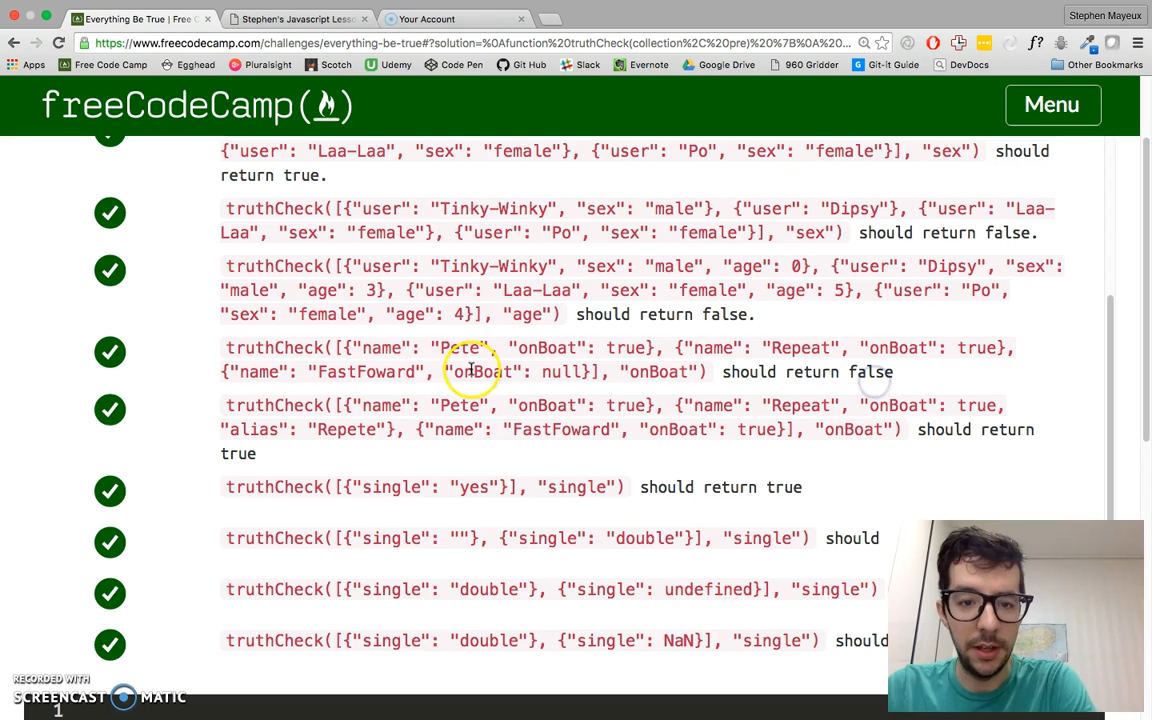 Everything Be True | Free C
Stephen's Javascript Less
Your Account
Stephen Mayeux
https://www.freecodecamp.com/challenges/everything-be-true#?solution=%0Afunction%20truthCheck(collection%2C%20pre)%20%7B%0A%20...
Apps Free Code Camp Egghead Pluralsight Scotch Udemy Code Pen Git Hub Slack Evernote Google Drive 960 Gridder Git-it Guide DevDocs Other Bookmarks
freeCodeCamp
Menu
{"user": "Laa-Laa", "sex": "female"}, {"user": "Po", "sex": "female"}], "sex") should
return true.
truthCheck([{"user": "Tinky-Winky", "sex": "male"}, {"user": "Dipsy"}, {"user": "Laa-
Laa", "sex": "female"}, {"user": "Po", "sex": "female"}], "sex") should return false.
truthCheck([{"user": "Tinky-Winky", "sex": "male", "age": 0}, {"user": "Dipsy", "sex":
"male", "age": 3}, {"user": "Laa-Laa", "sex": "female", "age": 5}, {"user": "Po",
"sex": "female", "age": 4}], "age") should return false.
truthCheck([{"name": "Pete", "onBoat": true}, {"name": "Repeat", "onBoat": true},
{"name": "FastFoward", "onBoat": null}], "onBoat") should return false
truthCheck([{"name": "Pete", "onBoat": true}, {"name": "Repeat", "onBoat": true,
"alias": "Repete"}, {"name": "FastFoward", "onBoat": true}], "onBoat") should return
true
truthCheck([{"single": "yes"}], "single") should return true
truthCheck([{"single": ""}, {"single": "double"}], "single") should
truthCheck([{"single": "double"}, {"single": undefined}], "single")
truthCheck([{"single": "double"}, {"single": NaN}], "single") should
RECORDED WITH
SCREENCAST MATIC
1